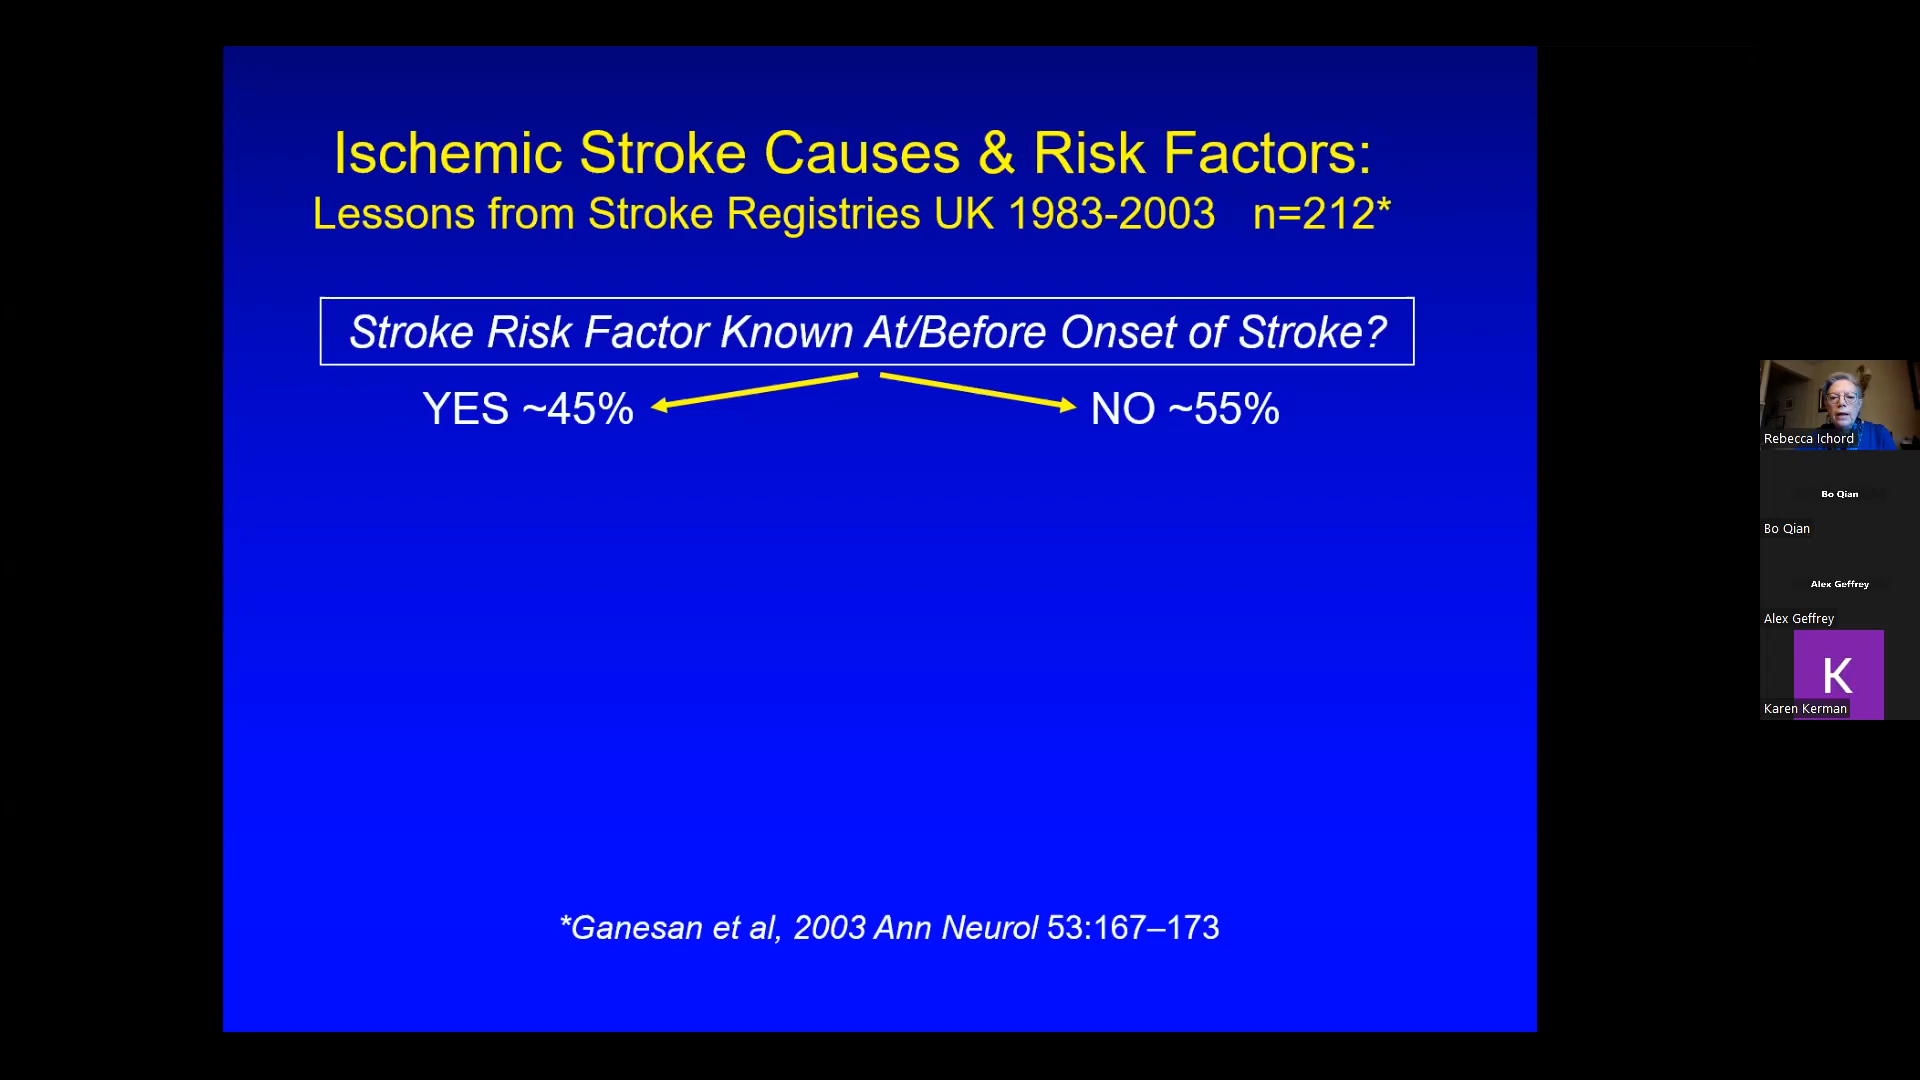 Ischemic Stroke Causes & Risk Factors:
Lessons from Stroke Registries UK 1983-2003 n=212*
Stroke Risk Factor Known At/Before Onset of Stroke?
YES ~45%
NO ~55%
*Ganesan et al, 2003 Ann Neurol 53:167–173
Rebecca Ichord
Bo Qian
Bo Qian
Alex Geffrey
Alex Geffrey
K
Karen Kerman